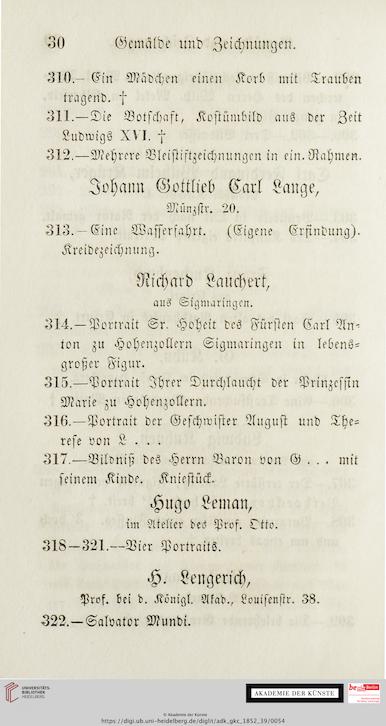 30 Gemälde und Zeichnungen.
310.— Ein Mädchen einen Korb mit Trauben
tragend. †
311.—Die Botschaft, Kostümbild aus der Zeit
Ludwigs XVI. †
312.—Mehrere Bleistiftzeichnungen in ein. Rahmen.
Johann Gottlieb Carl Lange,
Münzstr. 20.
313.— Eine Wasserfahrt. (Eigene Erfindung).
Kreidezeichnung.
Richard Lauchert,
aus Sigmaringen.
314.—Portrait Sr. Hoheit des Fürsten Carl An-
ton zu Hohenzollern Sigmaringen in lebens-
großer Figur.
315.—Portrait Ihrer Durchlaucht der Prinzessin
Marie zu Hohenzollern.
316.—Portrait der Geschwister August und The-
rese von L . . . .
317.—Bildniß des Herrn Baron von G . . . mit
seinem Kinde. Kniestück.
Hugo Leman,
im Atelier des Prof. Otto.
318—321.—Vier Portraits.
H. Lengerich,
Prof. bei d. Königl. Akad., Louisenstr. 38.
322.—Salvator Mundi.
UNIVERSITÄTS-
BIBLIOTHEK
HEIDELBERG
AKADEMIE DER KÜNSTE
© Akademie der Künste
https://digi.ub.uni-heidelberg.de/diglit/adk_gkc_1852_39/0054